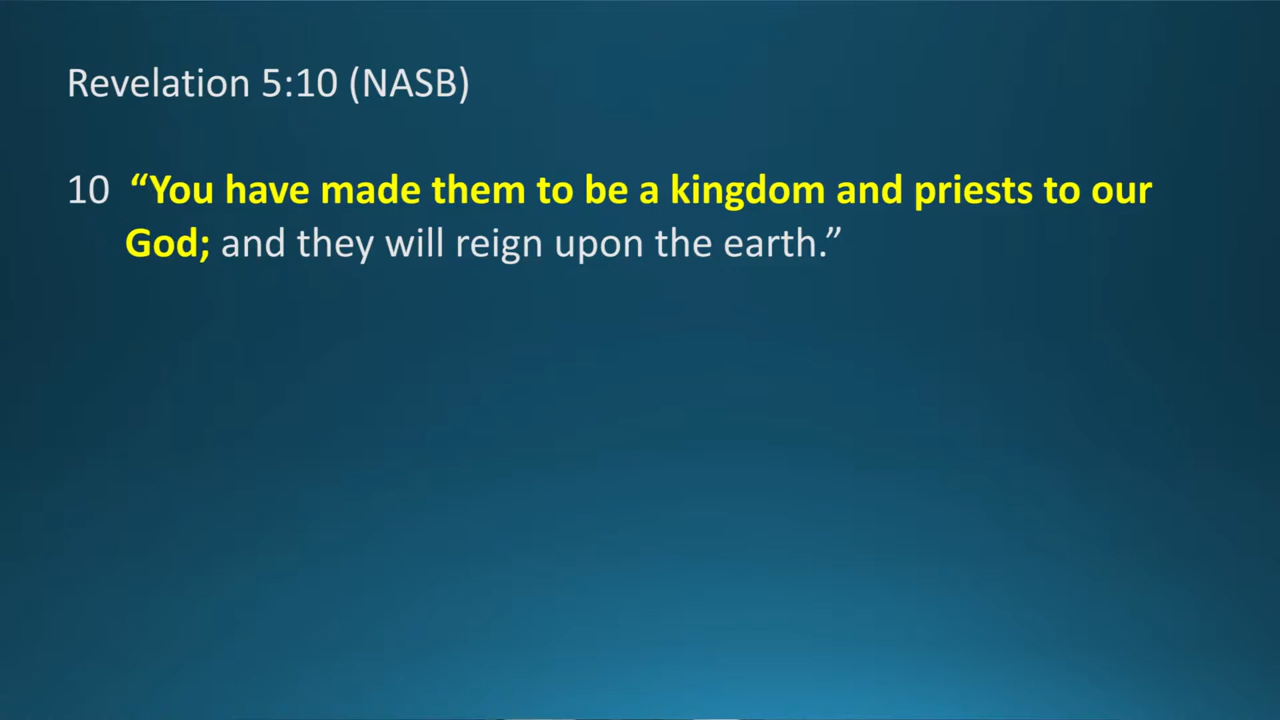 Revelation 5:10 (NASB)
10 “You have made them to be a kingdom and priests to our
God; and they will reign upon the earth.”